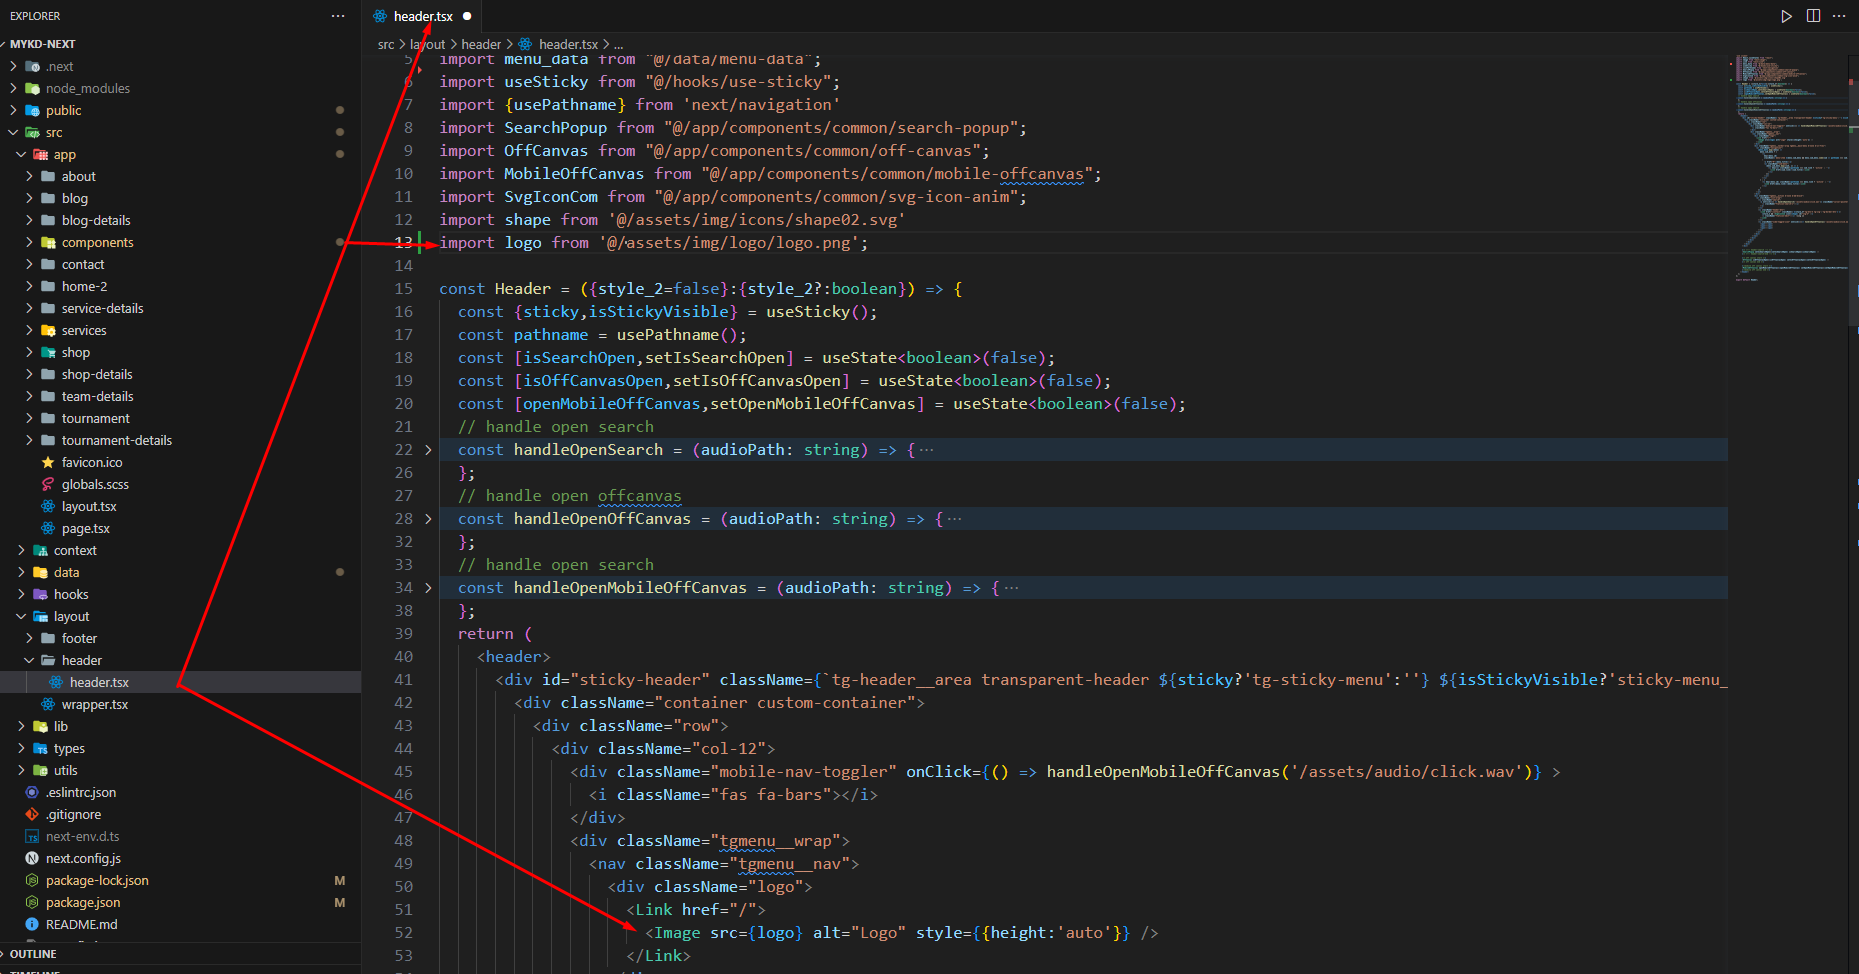 EXPLORER
MYKD-NEXT
.next
node_modules
public
src
app
about
blog
blog-details
components
contact
home-2
service-details
services
shop
shop-details
team-details
tournament
tournament-details
favicon.ico
globals.scss
layout.tsx
page.tsx
context
data
hooks
layout
footer
header
header.tsx
wrapper.tsx
lib
types
utils
.eslintrc.json
.gitignore
next-env.d.ts
next.config.js
package-lock.json M
package.json M
README.md
OUTLINE
TIMELINE
header.tsx
src > layout > header > header.tsx > ...
5 import menu_data from "@/data/menu-data";
6 import useSticky from "@/hooks/use-sticky";
7 import {usePathname} from 'next/navigation'
8 import SearchPopup from "@/app/components/common/search-popup";
9 import OffCanvas from "@/app/components/common/off-canvas";
10 import MobileOffCanvas from "@/app/components/common/mobile-offcanvas";
11 import SvgIconCom from "@/app/components/common/svg-icon-anim";
12 import shape from '@/assets/img/icons/shape02.svg'
13 import logo from '@/assets/img/logo/logo.png';
14
15 const Header = ({style_2=false}:{style_2?:boolean}) => {
16 const {sticky,isStickyVisible} = useSticky();
17 const pathname = usePathname();
18 const [isSearchOpen,setIsSearchOpen] = useState<boolean>(false);
19 const [isOffCanvasOpen,setIsOffCanvasOpen] = useState<boolean>(false);
20 const [openMobileOffCanvas,setOpenMobileOffCanvas] = useState<boolean>(false);
21 // handle open search
22 > const handleOpenSearch = (audioPath: string) => { ...
26 };
27 // handle open offcanvas
28 > const handleOpenOffCanvas = (audioPath: string) => { ...
32 };
33 // handle open search
34 > const handleOpenMobileOffCanvas = (audioPath: string) => { ...
38 };
39 return (
40 <header>
41 <div id="sticky-header" className={`tg-header__area transparent-header ${sticky?'tg-sticky-menu':''} ${isStickyVisible?'sticky-menu_
42 <div className="container custom-container">
43 <div className="row">
44 <div className="col-12">
45 <div className="mobile-nav-toggler" onClick={() => handleOpenMobileOffCanvas('/assets/audio/click.wav')} >
46 <i className="fas fa-bars"></i>
47 </div>
48 <div className="tgmenu__wrap">
49 <nav className="tgmenu__nav">
50 <div className="logo">
51 <Link href="/">
52 <Image src={logo} alt="Logo" style={{height:'auto'}} />
53 </Link>